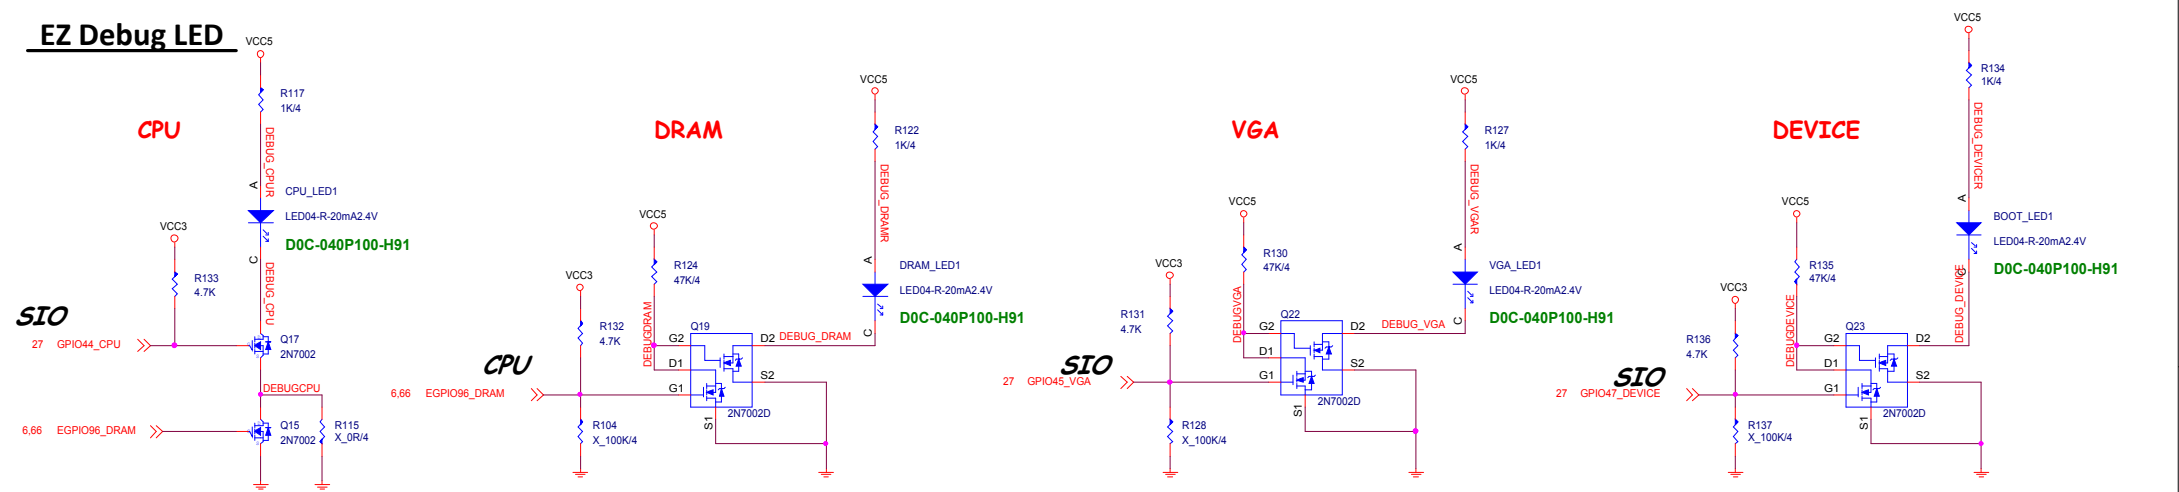 EZ Debug LED
CPU
VCC5
R117
1K/4
DEBUG_CPUR
A
CPU_LED1
LED04-R-20mA2.4V
D0C-040P100-H91
C
DEBUG_CPU
VCC3
R133
4.7K
SIO
27 GPIO44_CPU
Q17
2N7002
DEBUGCPU
6,66 EGPIO96_DRAM
Q15
2N7002
R115
X_0R/4
DRAM
VCC5
R122
1K/4
DEBUG_DRAMR
A
DRAM_LED1
LED04-R-20mA2.4V
D0C-040P100-H91
C
VCC5
R124
47K/4
DEBUGDRAM
VCC3
R132
4.7K
CPU
6,66 EGPIO96_DRAM
R104
X_100K/4
Q19
G2
D1
G1
D2
DEBUG_DRAM
S2
S1
2N7002D
VGA
VCC5
R127
1K/4
DEBUG_VGAR
A
VGA_LED1
LED04-R-20mA2.4V
D0C-040P100-H91
C
VCC5
R130
47K/4
DEBUGVGA
VCC3
R131
4.7K
SIO
27 GPIO45_VGA
R128
X_100K/4
Q22
G2
D1
G1
D2
DEBUG_VGA
S2
S1
2N7002D
DEVICE
VCC5
R134
1K/4
DEBUG_DEVICER
A
BOOT_LED1
LED04-R-20mA2.4V
D0C-040P100-H91
C
DEBUG_DEVICE
VCC5
R135
47K/4
DEBUGDEVICE
VCC3
R136
4.7K
SIO
27 GPIO47_DEVICE
R137
X_100K/4
Q23
G2
D1
G1
D2
S2
S1
2N7002D